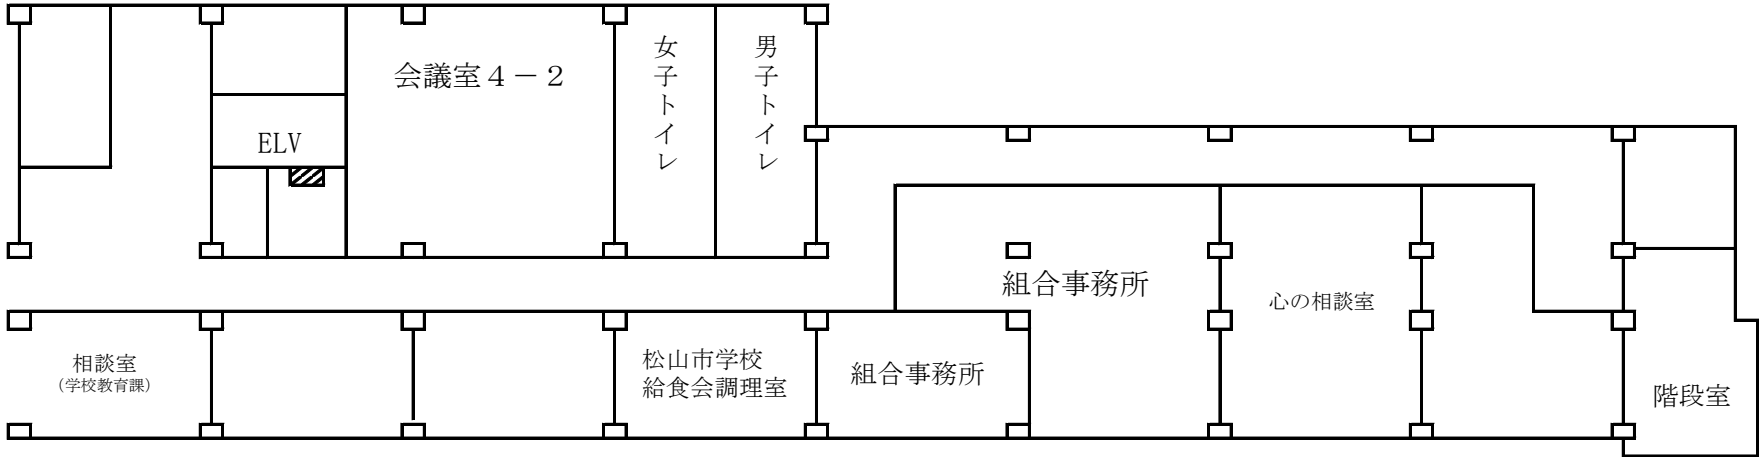 会議室４－２
女子トイレ
男子トイレ
ELV
組合事務所
心の相談室
相談室
（学校教育課）
松山市学校
給食会調理室
組合事務所
階段室